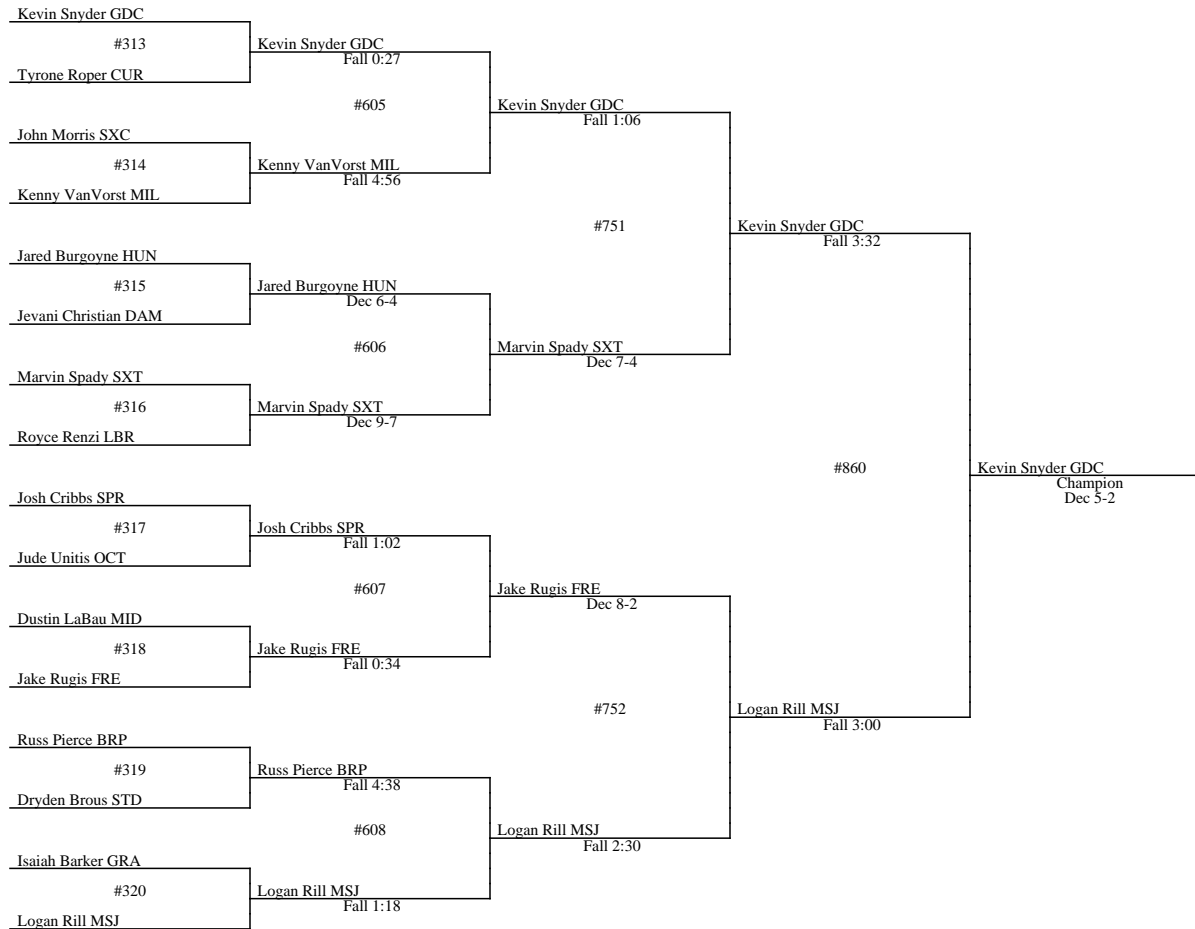 Kevin Snyder GDC
#313
Kevin Snyder GDC
Fall 0:27
Tyrone Roper CUR
#605
Kevin Snyder GDC
Fall 1:06
John Morris SXC
#314
Kenny VanVorst MIL
Fall 4:56
Kenny VanVorst MIL
#751
Kevin Snyder GDC
Fall 3:32
Jared Burgoyne HUN
#315
Jared Burgoyne HUN
Dec 6-4
Jevani Christian DAM
#606
Marvin Spady SXT
Dec 7-4
Marvin Spady SXT
#316
Marvin Spady SXT
Dec 9-7
Royce Renzi LBR
#860
Kevin Snyder GDC
Champion
Dec 5-2
Josh Cribbs SPR
#317
Josh Cribbs SPR
Fall 1:02
Jude Unitis OCT
#607
Jake Rugis FRE
Dec 8-2
Dustin LaBau MID
#318
Jake Rugis FRE
Fall 0:34
Jake Rugis FRE
#752
Logan Rill MSJ
Fall 3:00
Russ Pierce BRP
#319
Russ Pierce BRP
Fall 4:38
Dryden Brous STD
#608
Logan Rill MSJ
Fall 2:30
Isaiah Barker GRA
#320
Logan Rill MSJ
Fall 1:18
Logan Rill MSJ